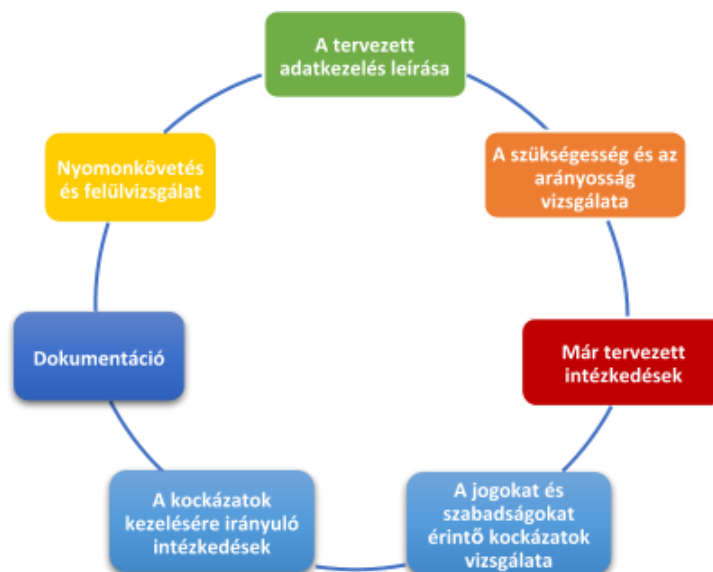 A tervezett
adatkezelés leírása
A szükségesség és az
arányosság
vizsgálata
Már tervezett
intézkedések
A jogokat és
szabadságokat
érintő kockázatok
vizsgálata
A kockázatok
kezelésére irányuló
intézkedések
Dokumentáció
Nyomonkövetés
és felülvizsgálat